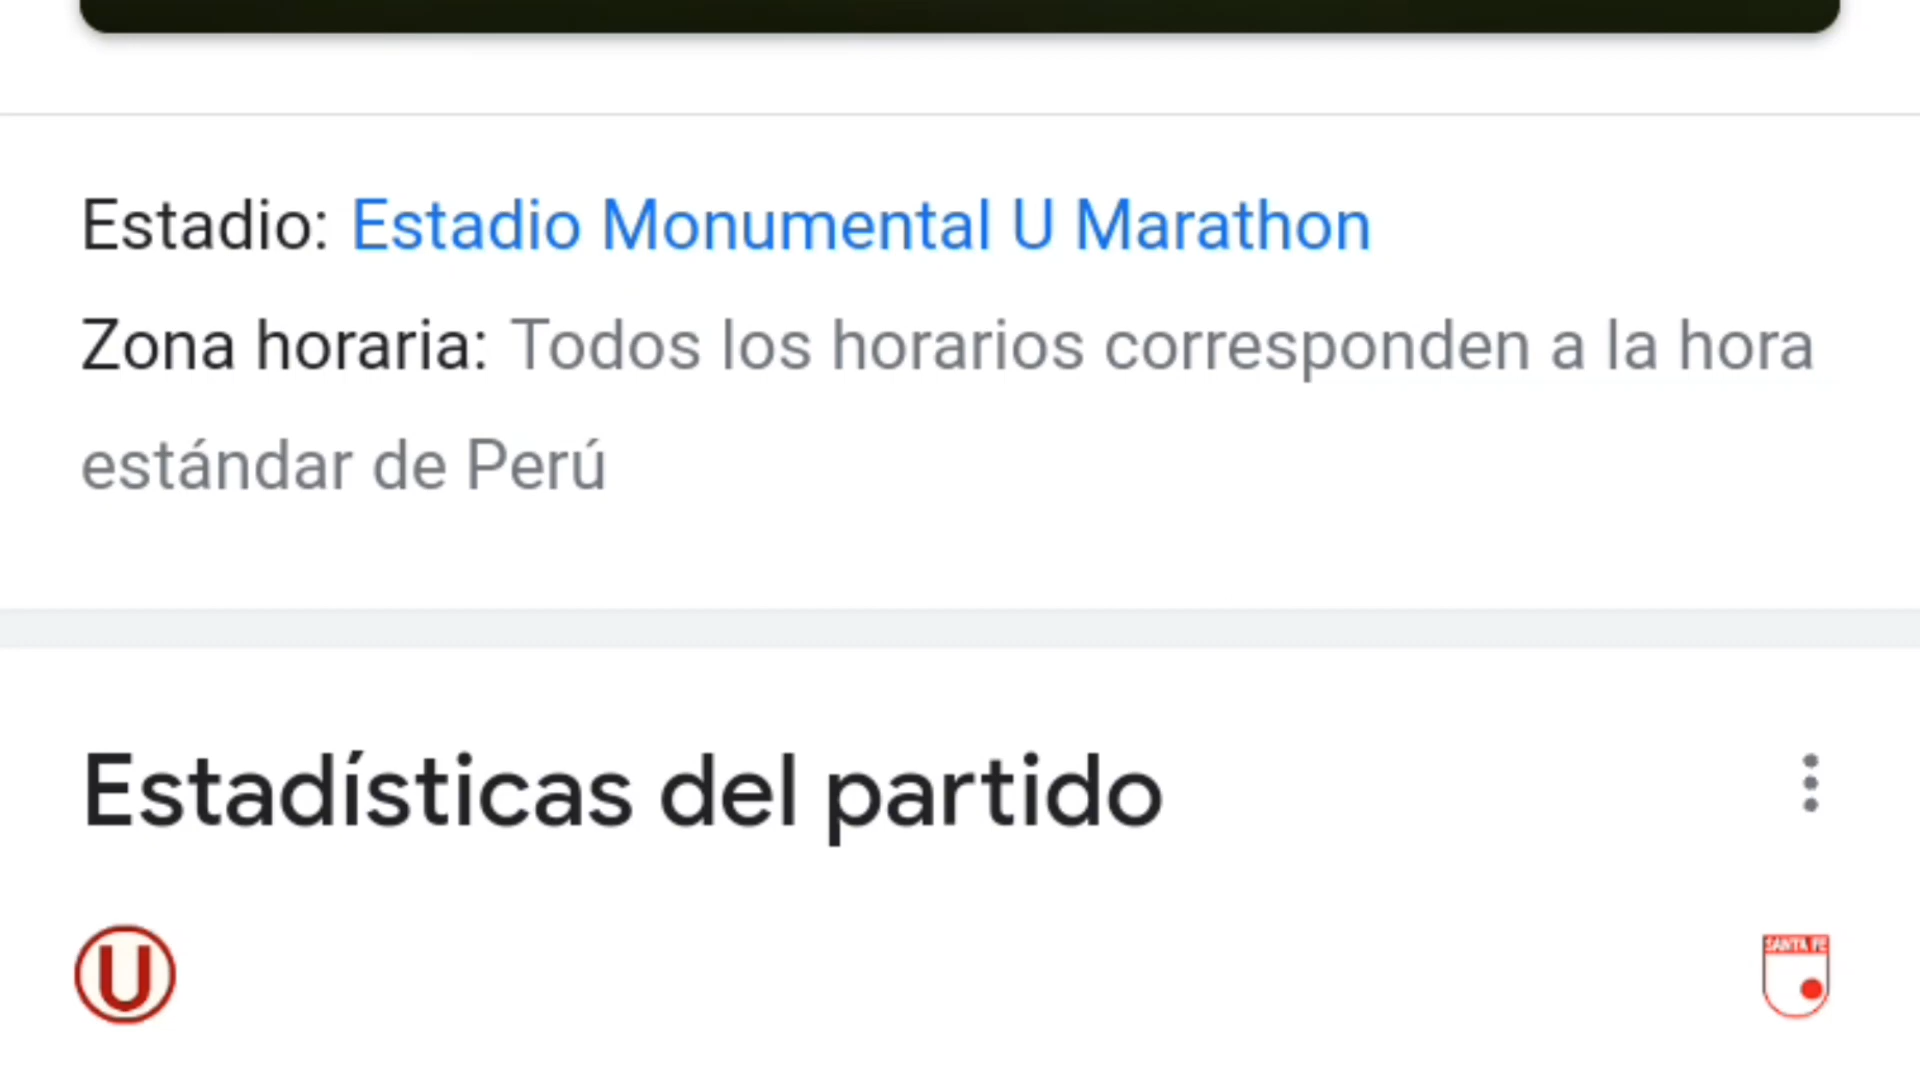 Estadio: Estadio Monumental U Marathon
Zona horaria: Todos los horarios corresponden a la hora
estándar de Perú
Estadísticas del partido
U
SANTA FE